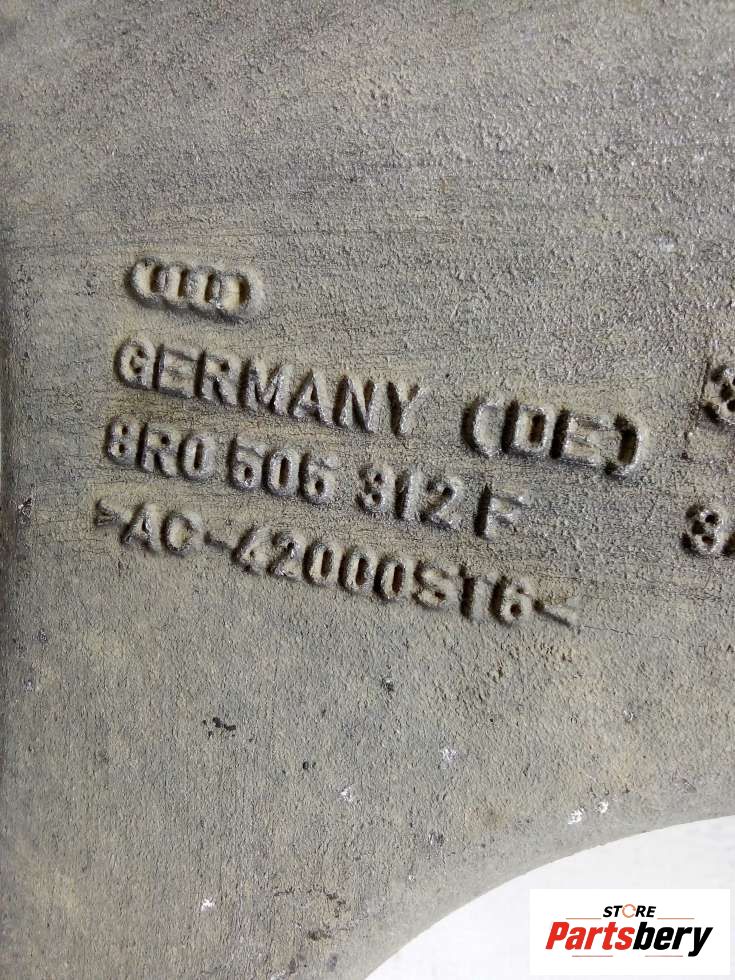 GERMANY (DE)
8R0 505 312 F
>AC-42000ST6<
STORE
Partsbery